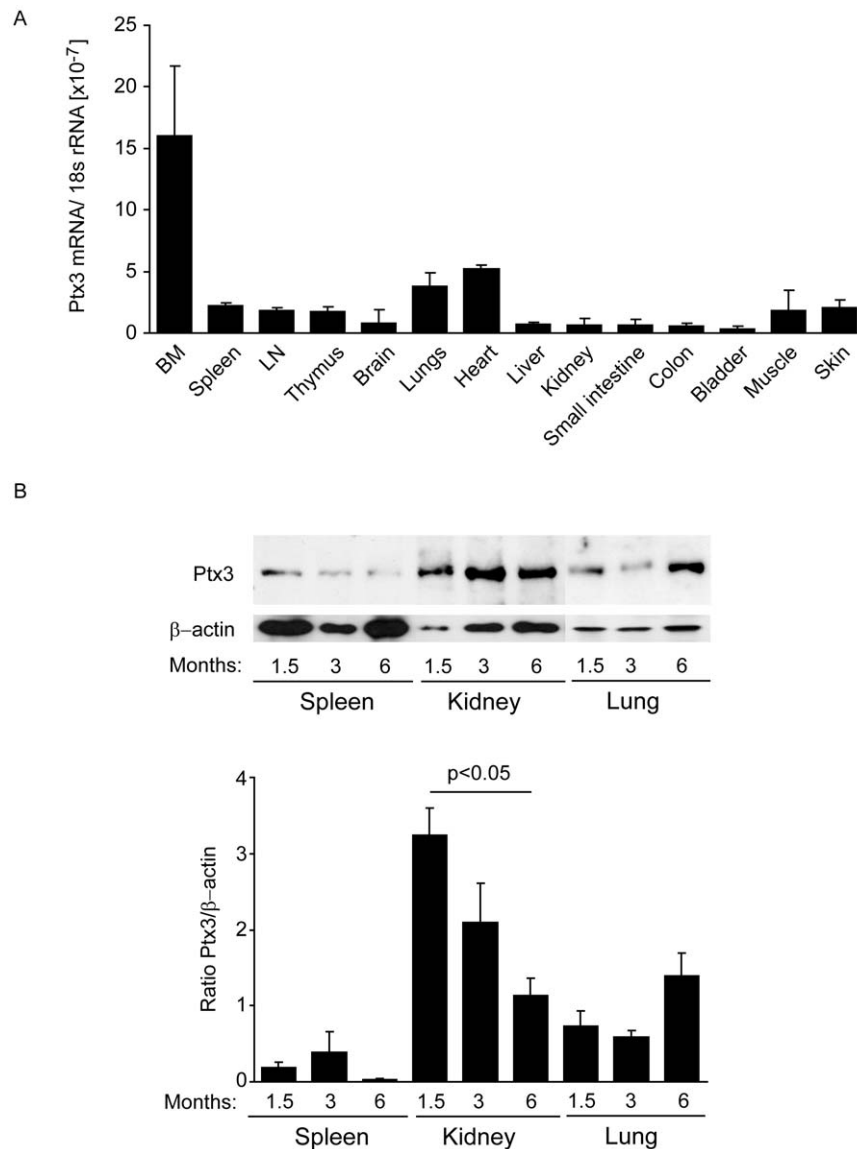 A
Ptx3 mRNA/ 18s rRNA [x10-7]
25
20
15
10
5
0
BM Spleen LN Thymus Brain Lungs Heart Liver Kidney Small intestine Colon Bladder Muscle Skin
B
Ptx3
β–actin
Months: 1.5 3 6 1.5 3 6 1.5 3 6
Spleen Kidney Lung
Ratio Ptx3/β–actin
4
3
2
1
0
p<0.05
Months: 1.5 3 6 1.5 3 6 1.5 3 6
Spleen Kidney Lung